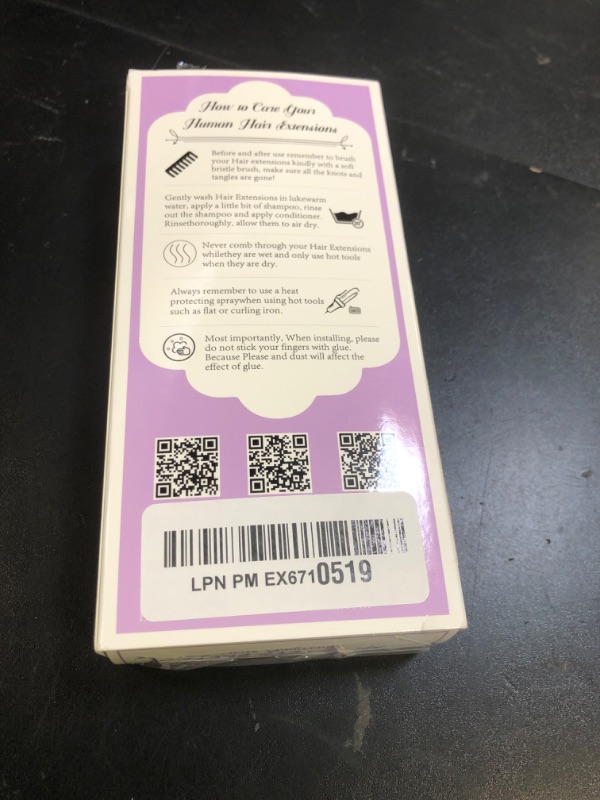 How to Care Your
Human Hair Extensions
Before and after use remember to brush
your Hair extensions kindly with a soft
bristle brush, make sure all the knots and
tangles are gone!
Gently wash Hair Extensions in lukewarm
water, apply a little bit of shampoo, rinse
out the shampoo and apply conditioner.
Rinsethoroughly, allow them to air dry.
Never comb through your Hair Extensions
whilethey are wet and only use hot tools
when they are dry.
Always remember to use a heat
protecting spraywhen using hot tools
such as flat or curling iron.
Most importantly, When installing, please
do not stick your fingers with glue.
Because Please and dust will affect the
effect of glue.
LPN PM EX6710519